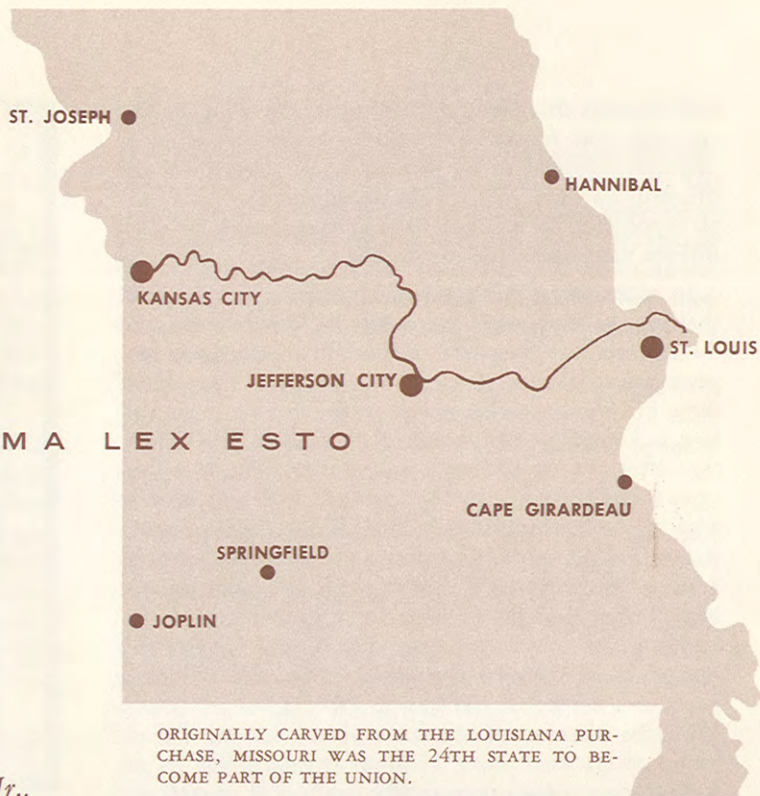 ST. JOSEPH
HANNIBAL
KANSAS CITY
ST. LOUIS
JEFFERSON CITY
MA LEX ESTO
CAPE GIRARDEAU
SPRINGFIELD
JOPLIN
ORIGINALLY CARVED FROM THE LOUISIANA PUR-
CHASE, MISSOURI WAS THE 24TH STATE TO BE-
COME PART OF THE UNION.